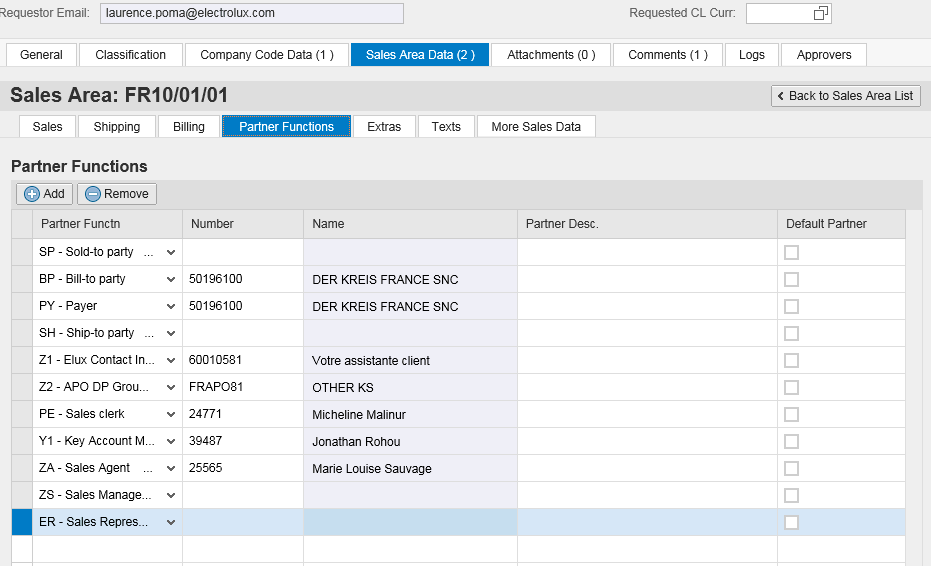 Requestor Email: laurence.poma@electrolux.com Requested CL Curr:
General Classification Company Code Data (1 ) Sales Area Data (2 ) Attachments (0 ) Comments (1 ) Logs Approvers
Sales Area: FR10/01/01 Back to Sales Area List
Sales Shipping Billing Partner Functions Extras Texts More Sales Data
Partner Functions
Add Remove
Partner Functn Number Name Partner Desc. Default Partner
SP - Sold-to party ...
BP - Bill-to party 50196100 DER KREIS FRANCE SNC
PY - Payer 50196100 DER KREIS FRANCE SNC
SH - Ship-to party ...
Z1 - Elux Contact In... 60010581 Votre assistante client
Z2 - APO DP Grou... FRAPO81 OTHER KS
PE - Sales clerk 24771 Micheline Malinur
Y1 - Key Account M... 39487 Jonathan Rohou
ZA - Sales Agent ... 25565 Marie Louise Sauvage
ZS - Sales Manage...
ER - Sales Repres...